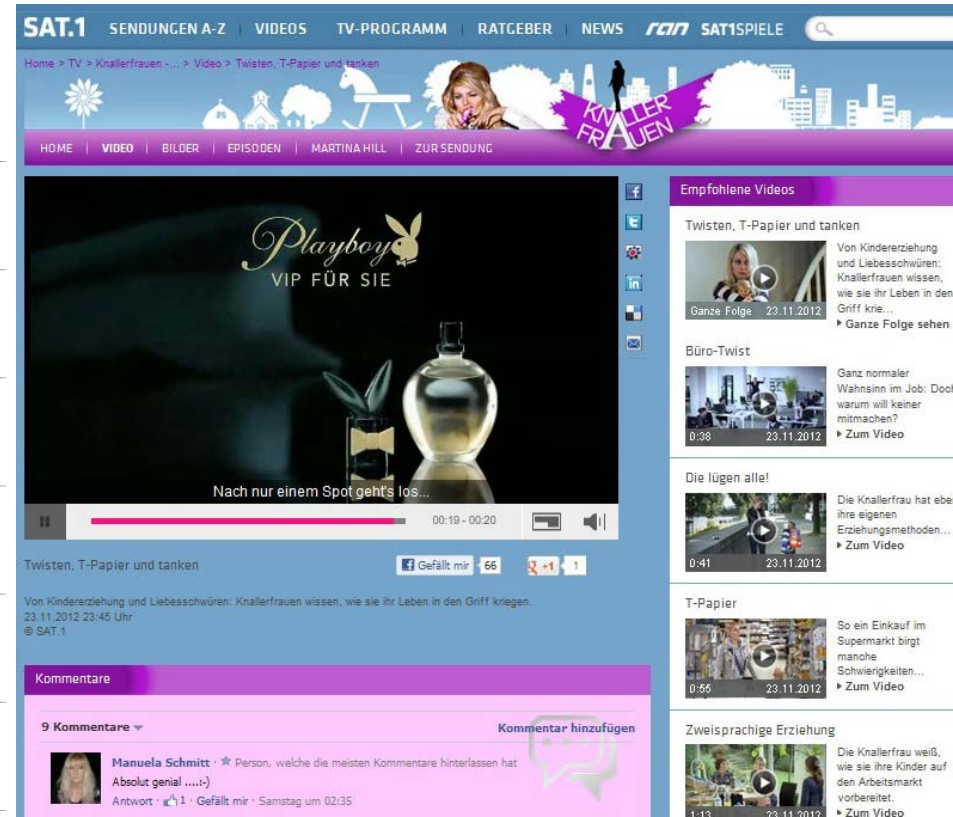 SAT.1 SENDUNGEN A-Z VIDEOS TV-PROGRAMM RATGEBER NEWS ran SAT1SPIELE
Home > TV > Knallerfrauen -... > Video > Twisten, T-Papier und tanken
KNALLER
FRAUEN
HOME VIDEO BILDER EPISODEN MARTINA HILL ZUR SENDUNG
Playboy
VIP FÜR SIE
Nach nur einem Spot geht's los...
00:19 - 00:20
Twisten, T-Papier und tanken
Gefällt mir 66 +1 1
Von Kindererziehung und Liebesschwüren: Knallerfrauen wissen, wie sie ihr Leben in den Griff kriegen.
23.11.2012 23:45 Uhr
© SAT.1
Kommentare
9 Kommentare
Kommentar hinzufügen
Manuela Schmitt · Person, welche die meisten Kommentare hinterlassen hat
Absolut genial ....:-)
Antwort · 1 · Gefällt mir · Samstag um 02:35
Empfohlene Videos
Twisten, T-Papier und tanken
Ganze Folge 23.11.2012
Von Kindererziehung
und Liebesschwüren:
Knallerfrauen wissen,
wie sie ihr Leben in den
Griff krie...
Ganze Folge sehen
Büro-Twist
0:38 23.11.2012
Ganz normaler
Wahnsinn im Job: Doch
warum will keiner
mitmachen?
Zum Video
Die lügen alle!
0:41 23.11.2012
Die Knallerfrau hat eben
ihre eigenen
Erziehungsmethoden...
Zum Video
T-Papier
0:55 23.11.2012
So ein Einkauf im
Supermarkt birgt
manche
Schwierigkeiten...
Zum Video
Zweisprachige Erziehung
1:13 23.11.2012
Die Knallerfrau weiß,
wie sie ihre Kinder auf
den Arbeitsmarkt
vorbereitet.
Zum Video